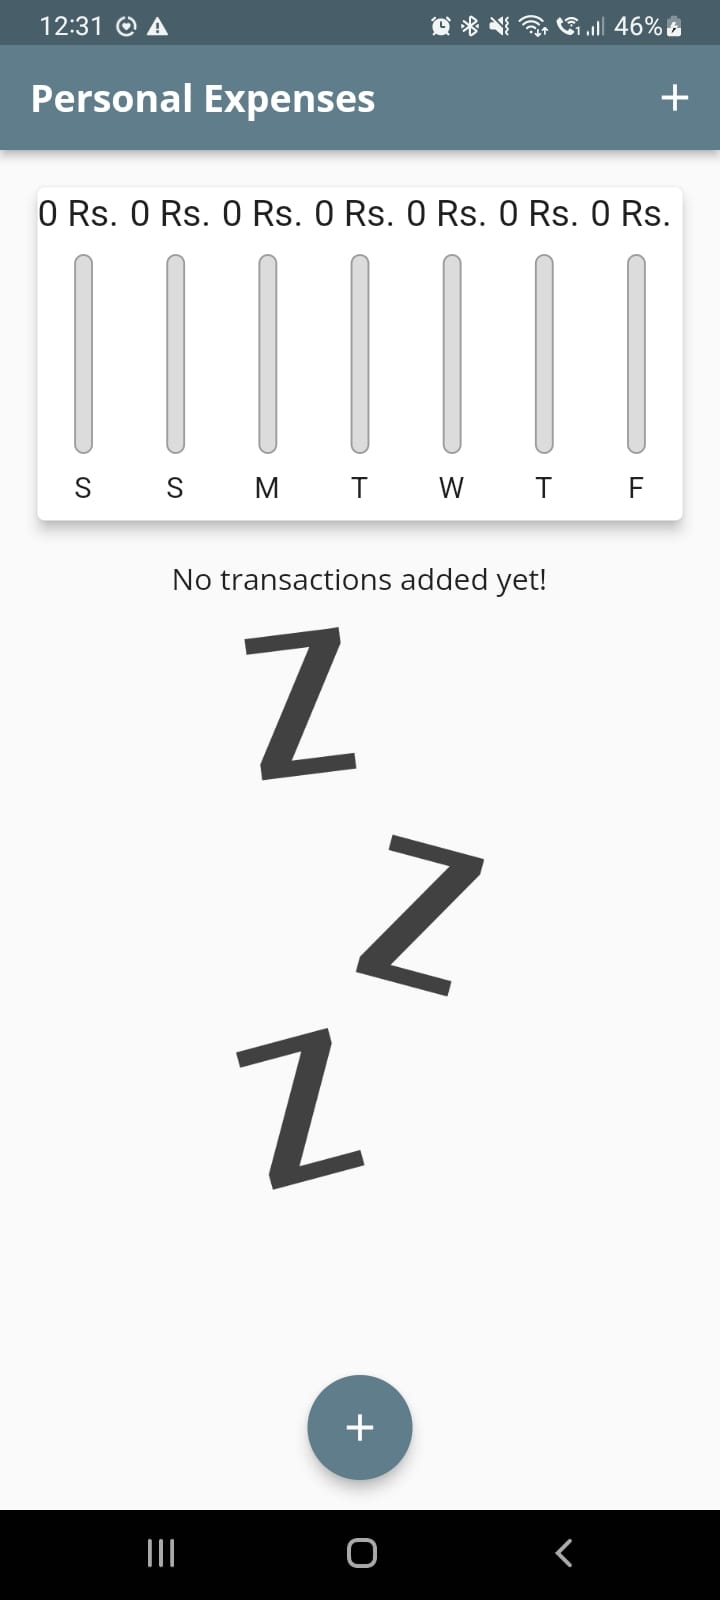 12:31 46%
Personal Expenses +
0 Rs. 0 Rs. 0 Rs. 0 Rs. 0 Rs. 0 Rs. 0 Rs.
S S M T W T F
No transactions added yet!
Z
Z
Z
+